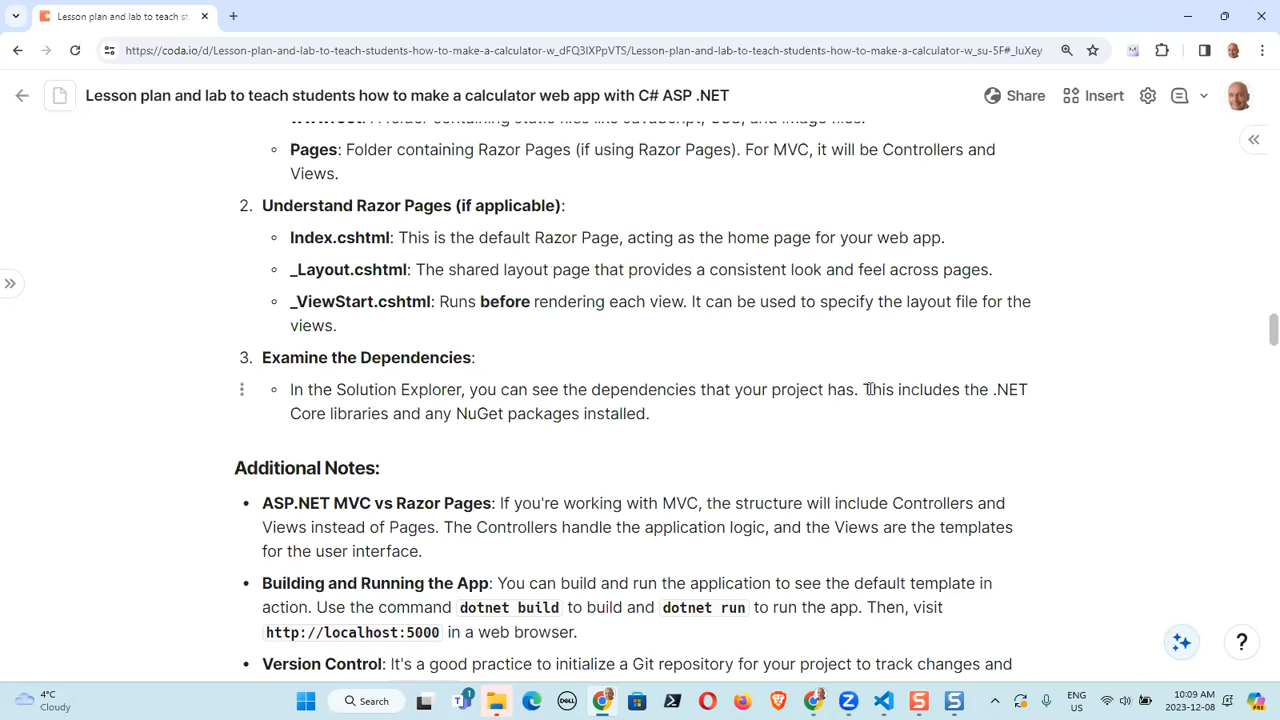 Lesson plan and lab to teach st
https://coda.io/d/Lesson-plan-and-lab-to-teach-students-how-to-make-a-calculator-w_dFQ3IXPpVTS/Lesson-plan-and-lab-to-teach-students-how-to-make-a-calculator-w_su-5F#_luXey
Lesson plan and lab to teach students how to make a calculator web app with C# ASP .NET
Share
Insert
Pages: Folder containing Razor Pages (if using Razor Pages). For MVC, it will be Controllers and
Views.
2. Understand Razor Pages (if applicable):
Index.cshtml: This is the default Razor Page, acting as the home page for your web app.
_Layout.cshtml: The shared layout page that provides a consistent look and feel across pages.
_ViewStart.cshtml: Runs before rendering each view. It can be used to specify the layout file for the
views.
3. Examine the Dependencies:
In the Solution Explorer, you can see the dependencies that your project has. This includes the .NET
Core libraries and any NuGet packages installed.
Additional Notes:
ASP.NET MVC vs Razor Pages: If you're working with MVC, the structure will include Controllers and
Views instead of Pages. The Controllers handle the application logic, and the Views are the templates
for the user interface.
Building and Running the App: You can build and run the application to see the default template in
action. Use the command dotnet build to build and dotnet run to run the app. Then, visit
http://localhost:5000 in a web browser.
Version Control: It's a good practice to initialize a Git repository for your project to track changes and
4°C
Cloudy
Search
1
DELL
ENG
US
10:09 AM
2023-12-08